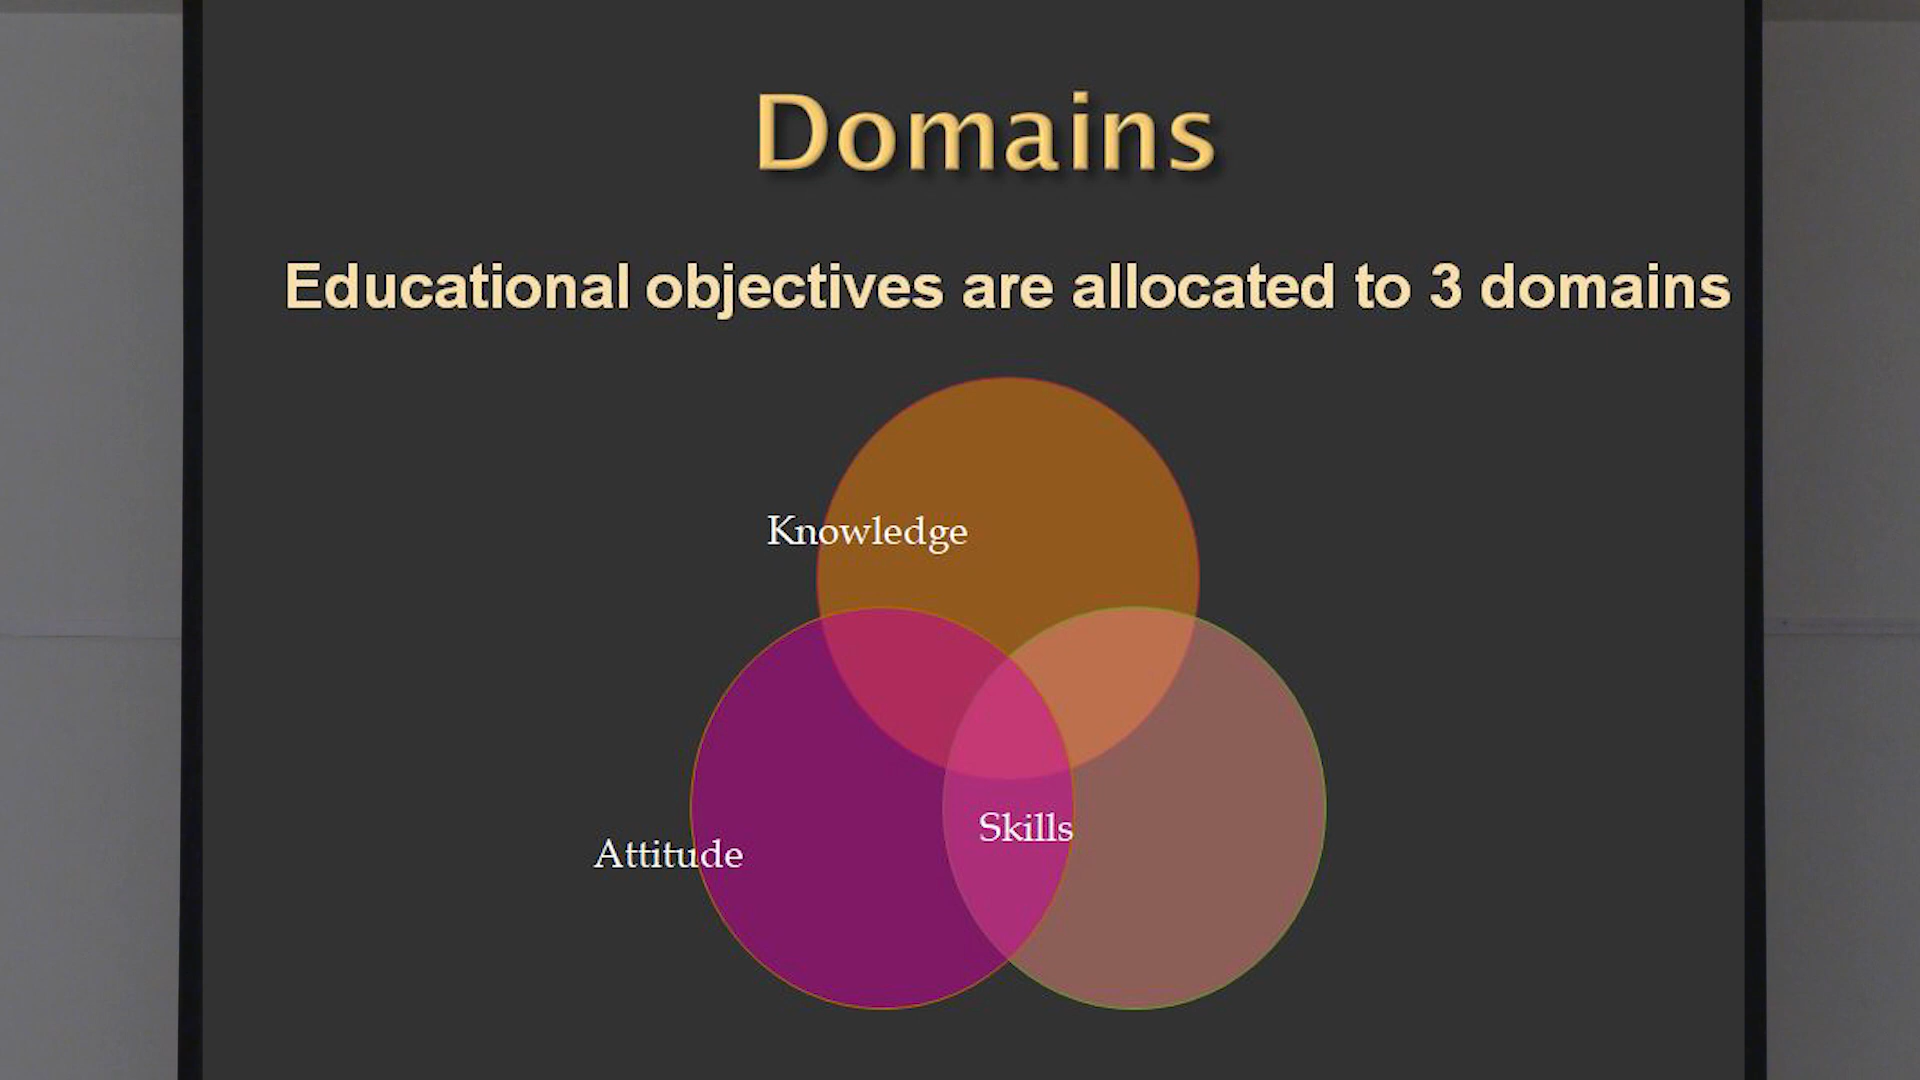 Domains
Educational objectives are allocated to 3 domains
Knowledge
Skills
Attitude